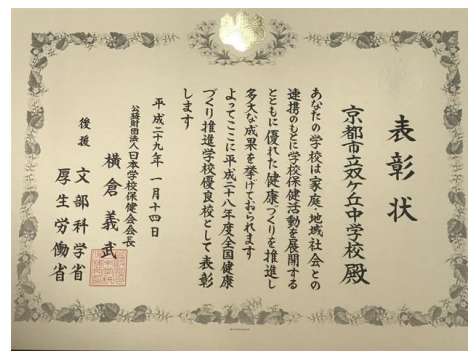 表彰状
京都市立双ケ丘中学校 殿
あなたの学校は家庭、地域社会との
連携のもとに学校保健活動を展開する
とともに優れた健康づくりを推進し
多大な成果を挙げておられます
よってここに平成二十八年度全国健康
づくり推進学校優良校として表彰
します
平成二十九年一月十四日
公益財団法人日本学校保健会会長
横倉義武
後援 文部科学省
厚生労働省